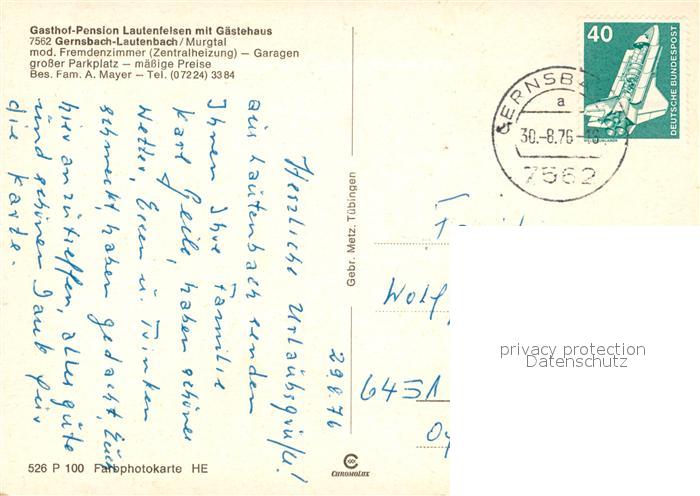 Gasthof-Pension Lautenfelsen mit Gästehaus
7562 Gernsbach-Lautenbach/Murgtal
mod. Fremdenzimmer (Zentralheizung) — Garagen
großer Parkplatz — mäßige Preise
Bes. Fam. A. Mayer — Tel. (07224) 3384
40
DEUTSCHE BUNDESPOST
GERNSBA
a
30.-8.76-16
7562
29.8.76
Herzliche Urlaubsgrüße!
aus Lautenbach senden
Ihnen Ihre Familie
Karl Geile, haben schönes
Wetter, Essen u. Trinken
schmeckt, haben gedacht, Euch
hier anzutreffen, alles gute
und schönen Dank für
die Karte.
Gebr. Metz, Tübingen
Wolf
6451
privacy protection
Datenschutz
526 P 100 Farbphotokarte HE
CHROMOLUX